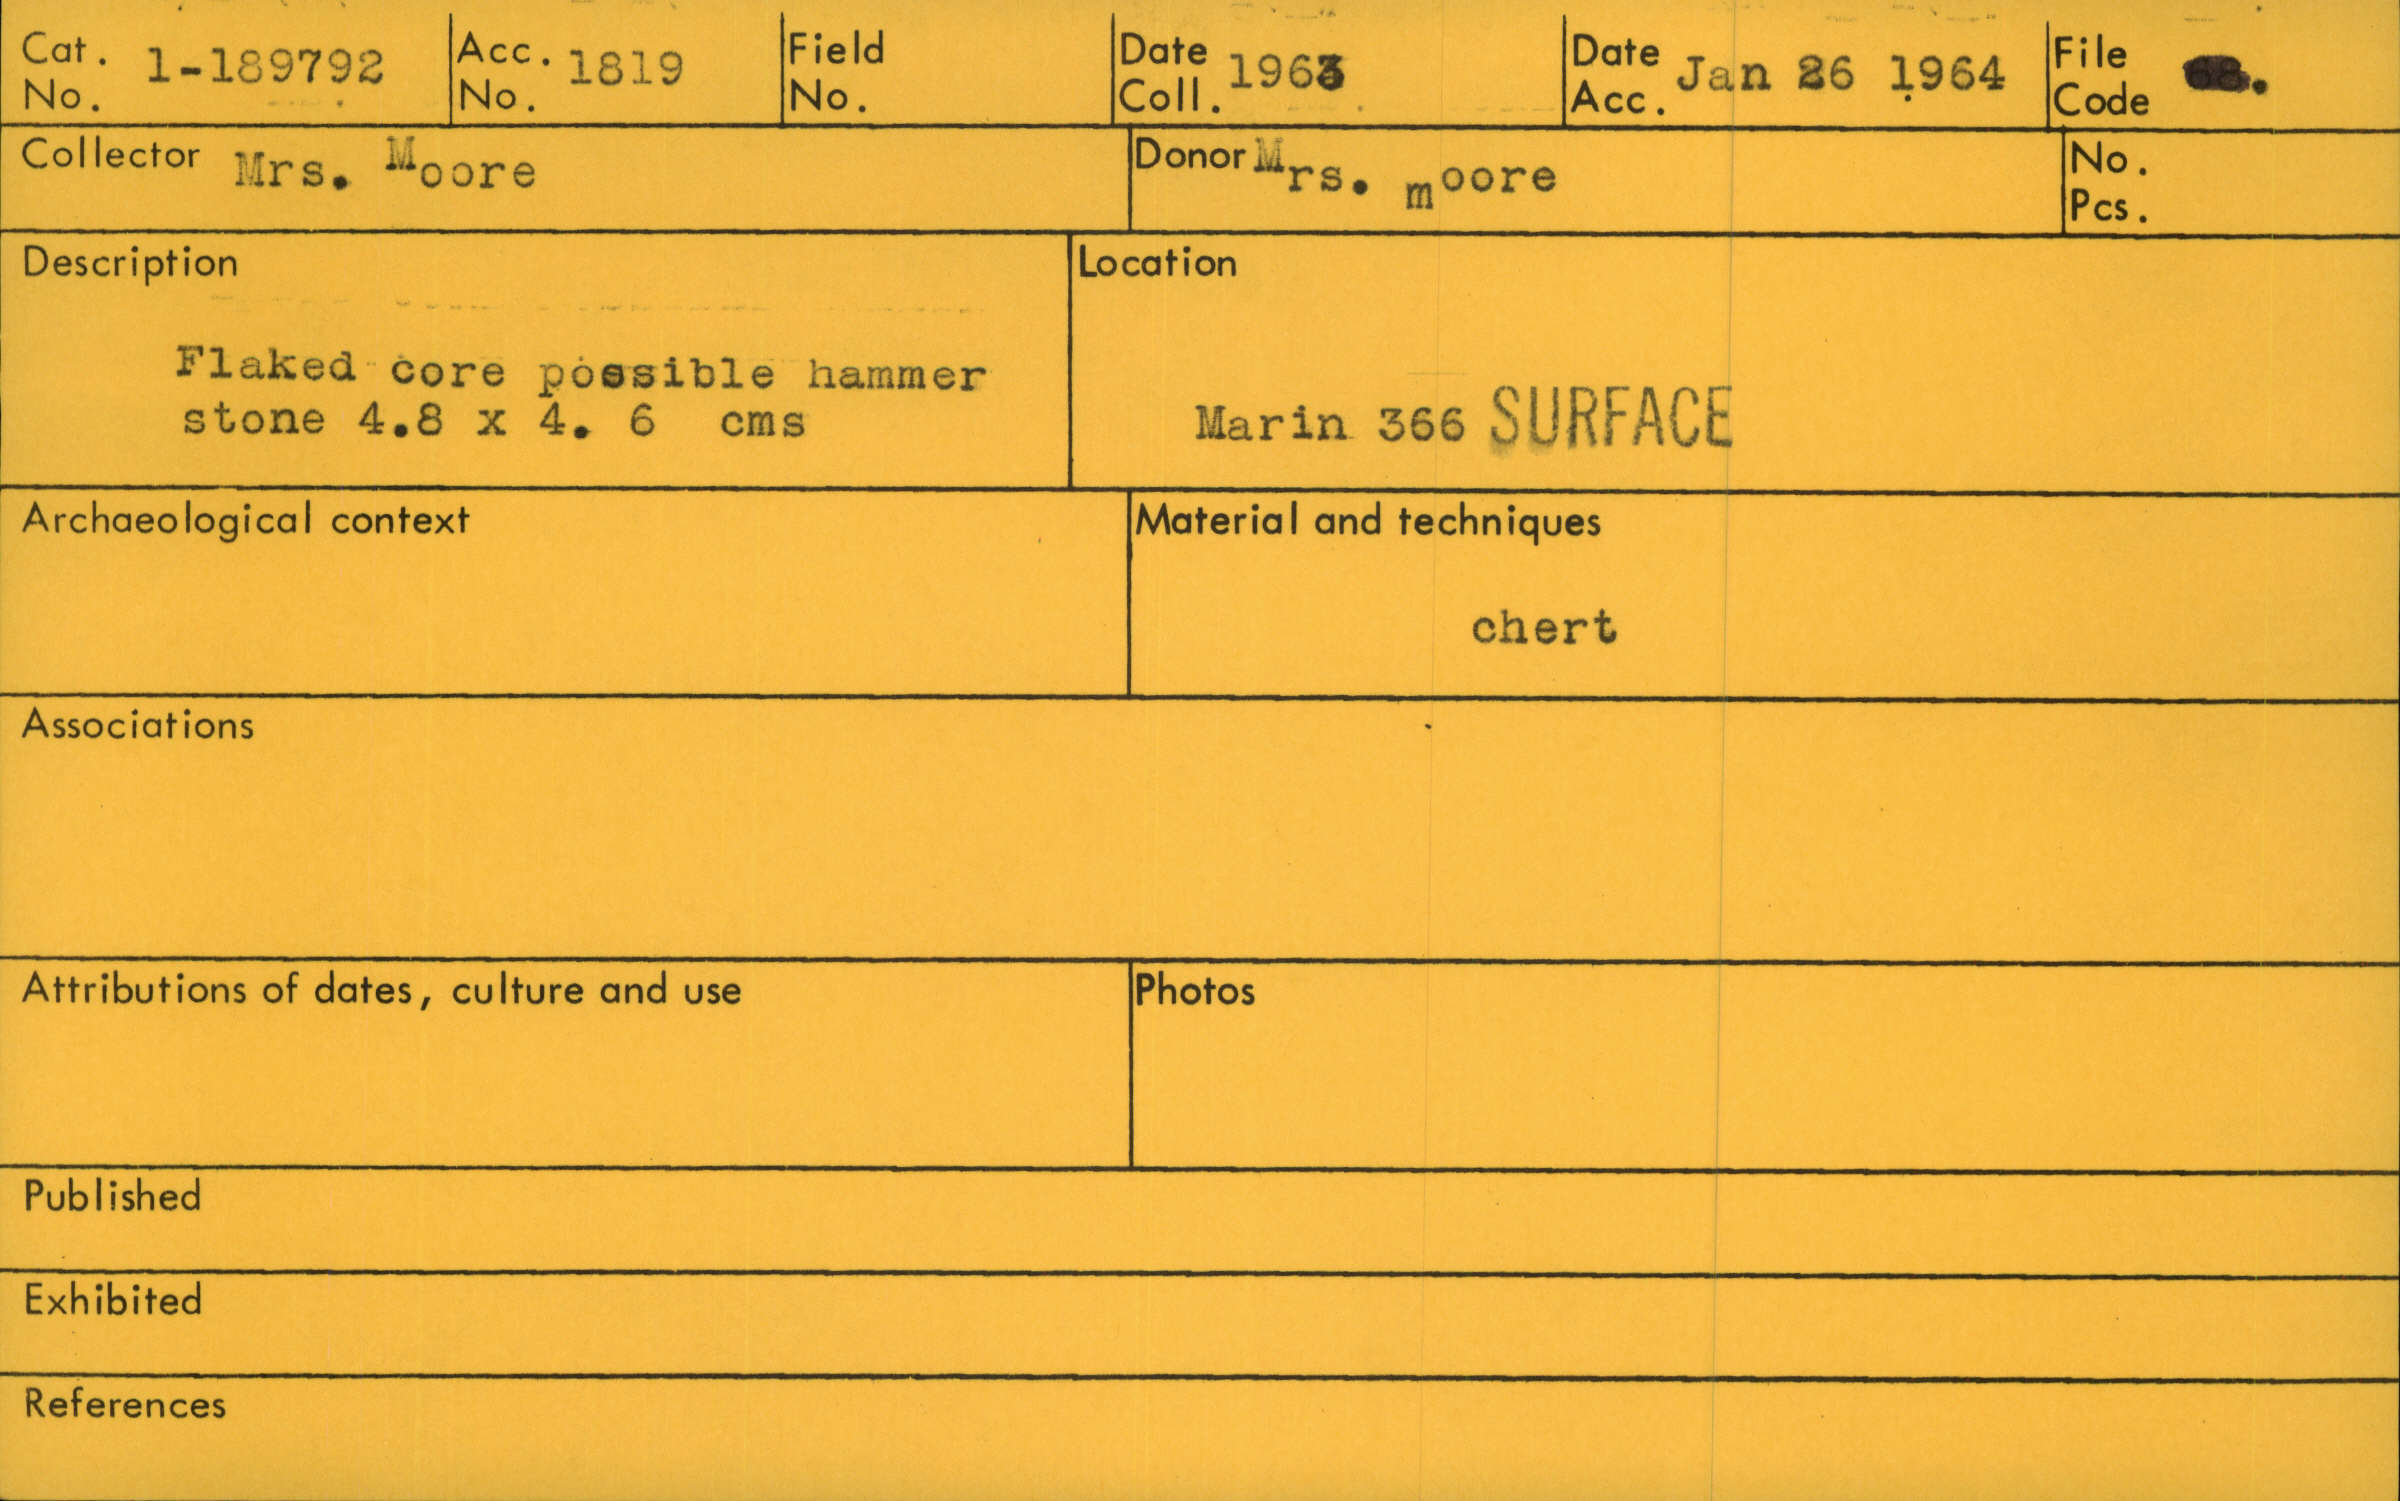 Cat. No. 1-189792 Acc. No. 1819 Field No. Date Coll. 1963 Date Acc. Jan 26 1964 File Code
Collector Mrs. Moore Donor Mrs. moore No. Pcs.
Description Location
Flaked core possible hammer
stone 4.8 x 4. 6 cms Marin 366 SURFACE
Archaeological context Material and techniques
chert
Associations
Attributions of dates, culture and use Photos
Published
Exhibited
References